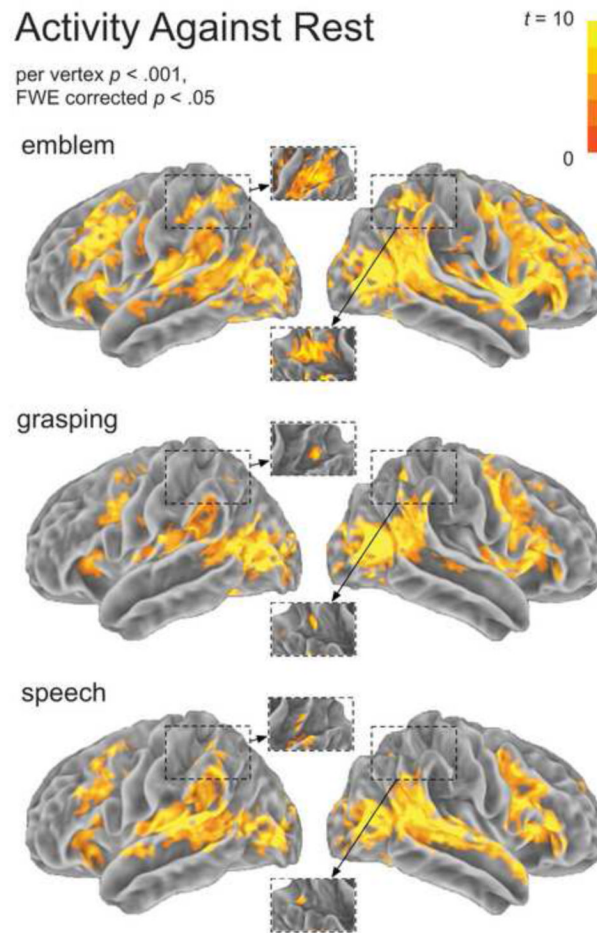 Activity Against Rest
t = 10
per vertex p < .001,
FWE corrected p < .05
0
emblem
grasping
speech